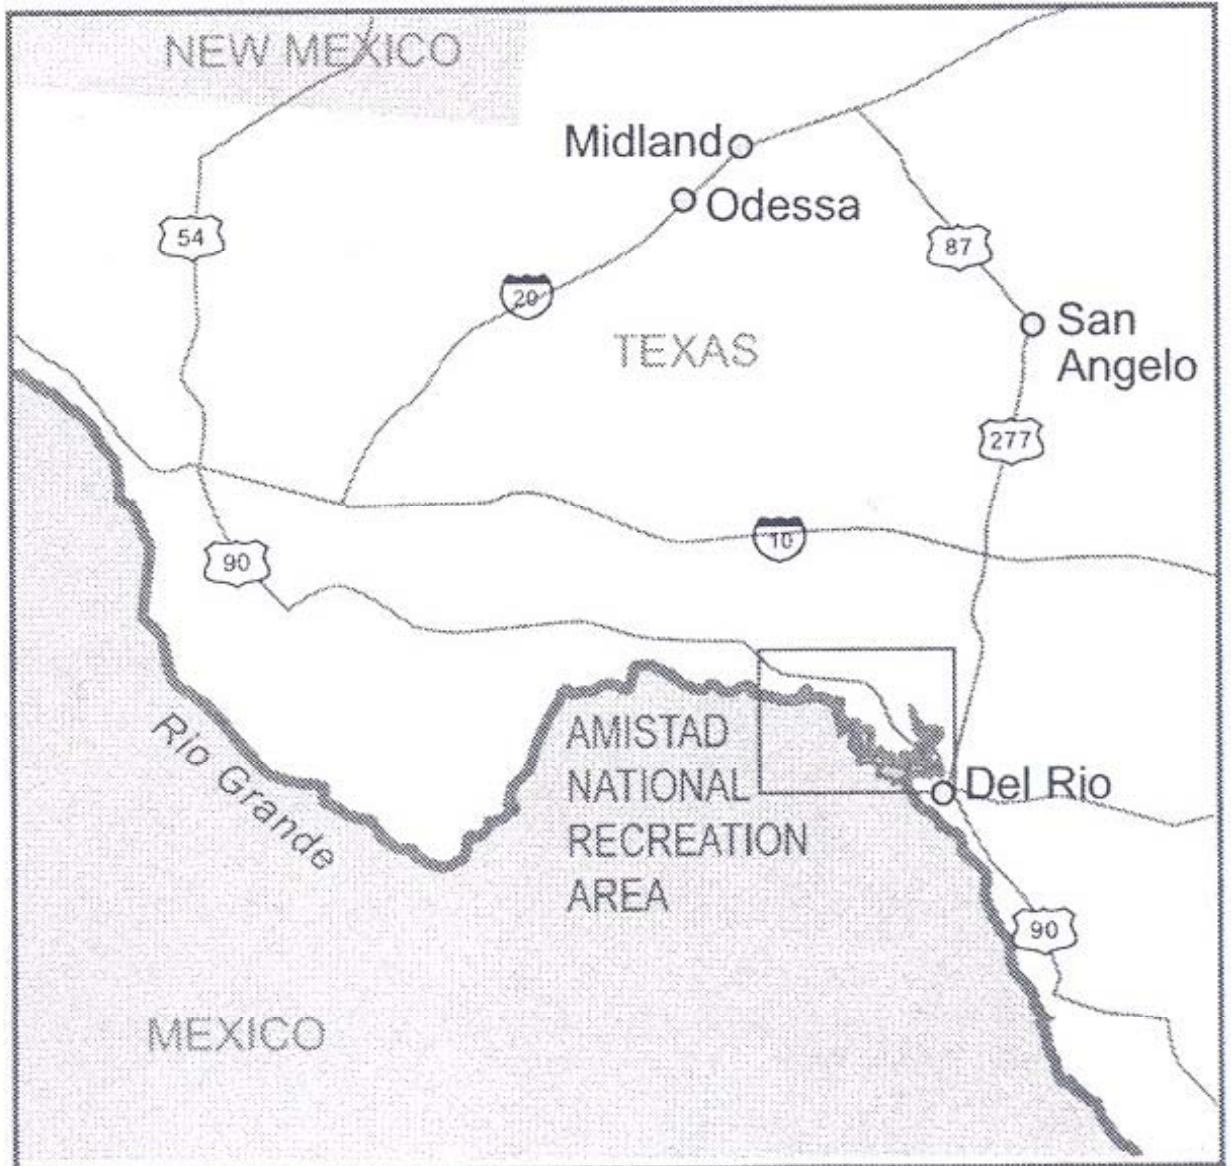 NEW MEXICO
Midland
Odessa
54
87
20
TEXAS
San
Angelo
277
10
90
AMISTAD
NATIONAL
RECREATION
AREA
Rio Grande
Del Rio
90
MEXICO